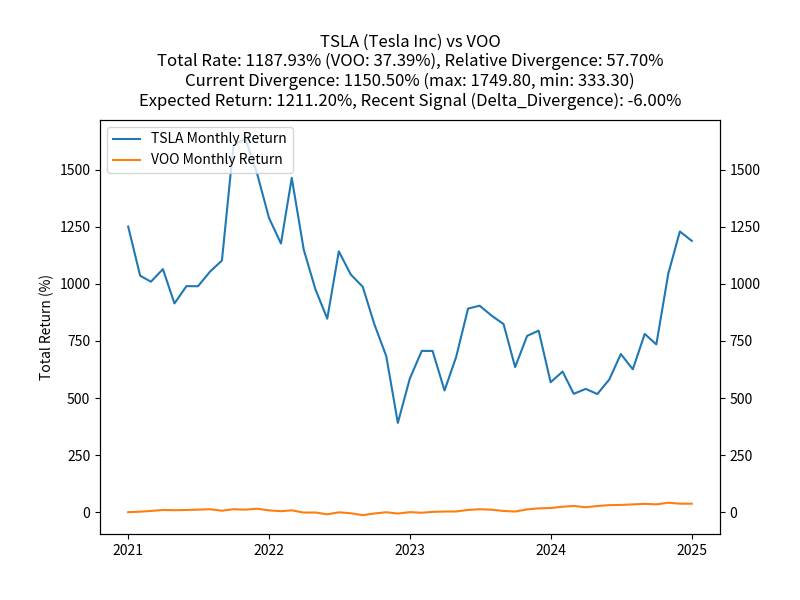 TSLA (Tesla Inc) vs VOO
Total Rate: 1187.93% (VOO: 37.39%), Relative Divergence: 57.70%
Current Divergence: 1150.50% (max: 1749.80, min: 333.30)
Expected Return: 1211.20%, Recent Signal (Delta_Divergence): -6.00%
TSLA Monthly Return
VOO Monthly Return
Total Return (%)
1500
1250
1000
750
500
250
0
1500
1250
1000
750
500
250
0
2021
2022
2023
2024
2025